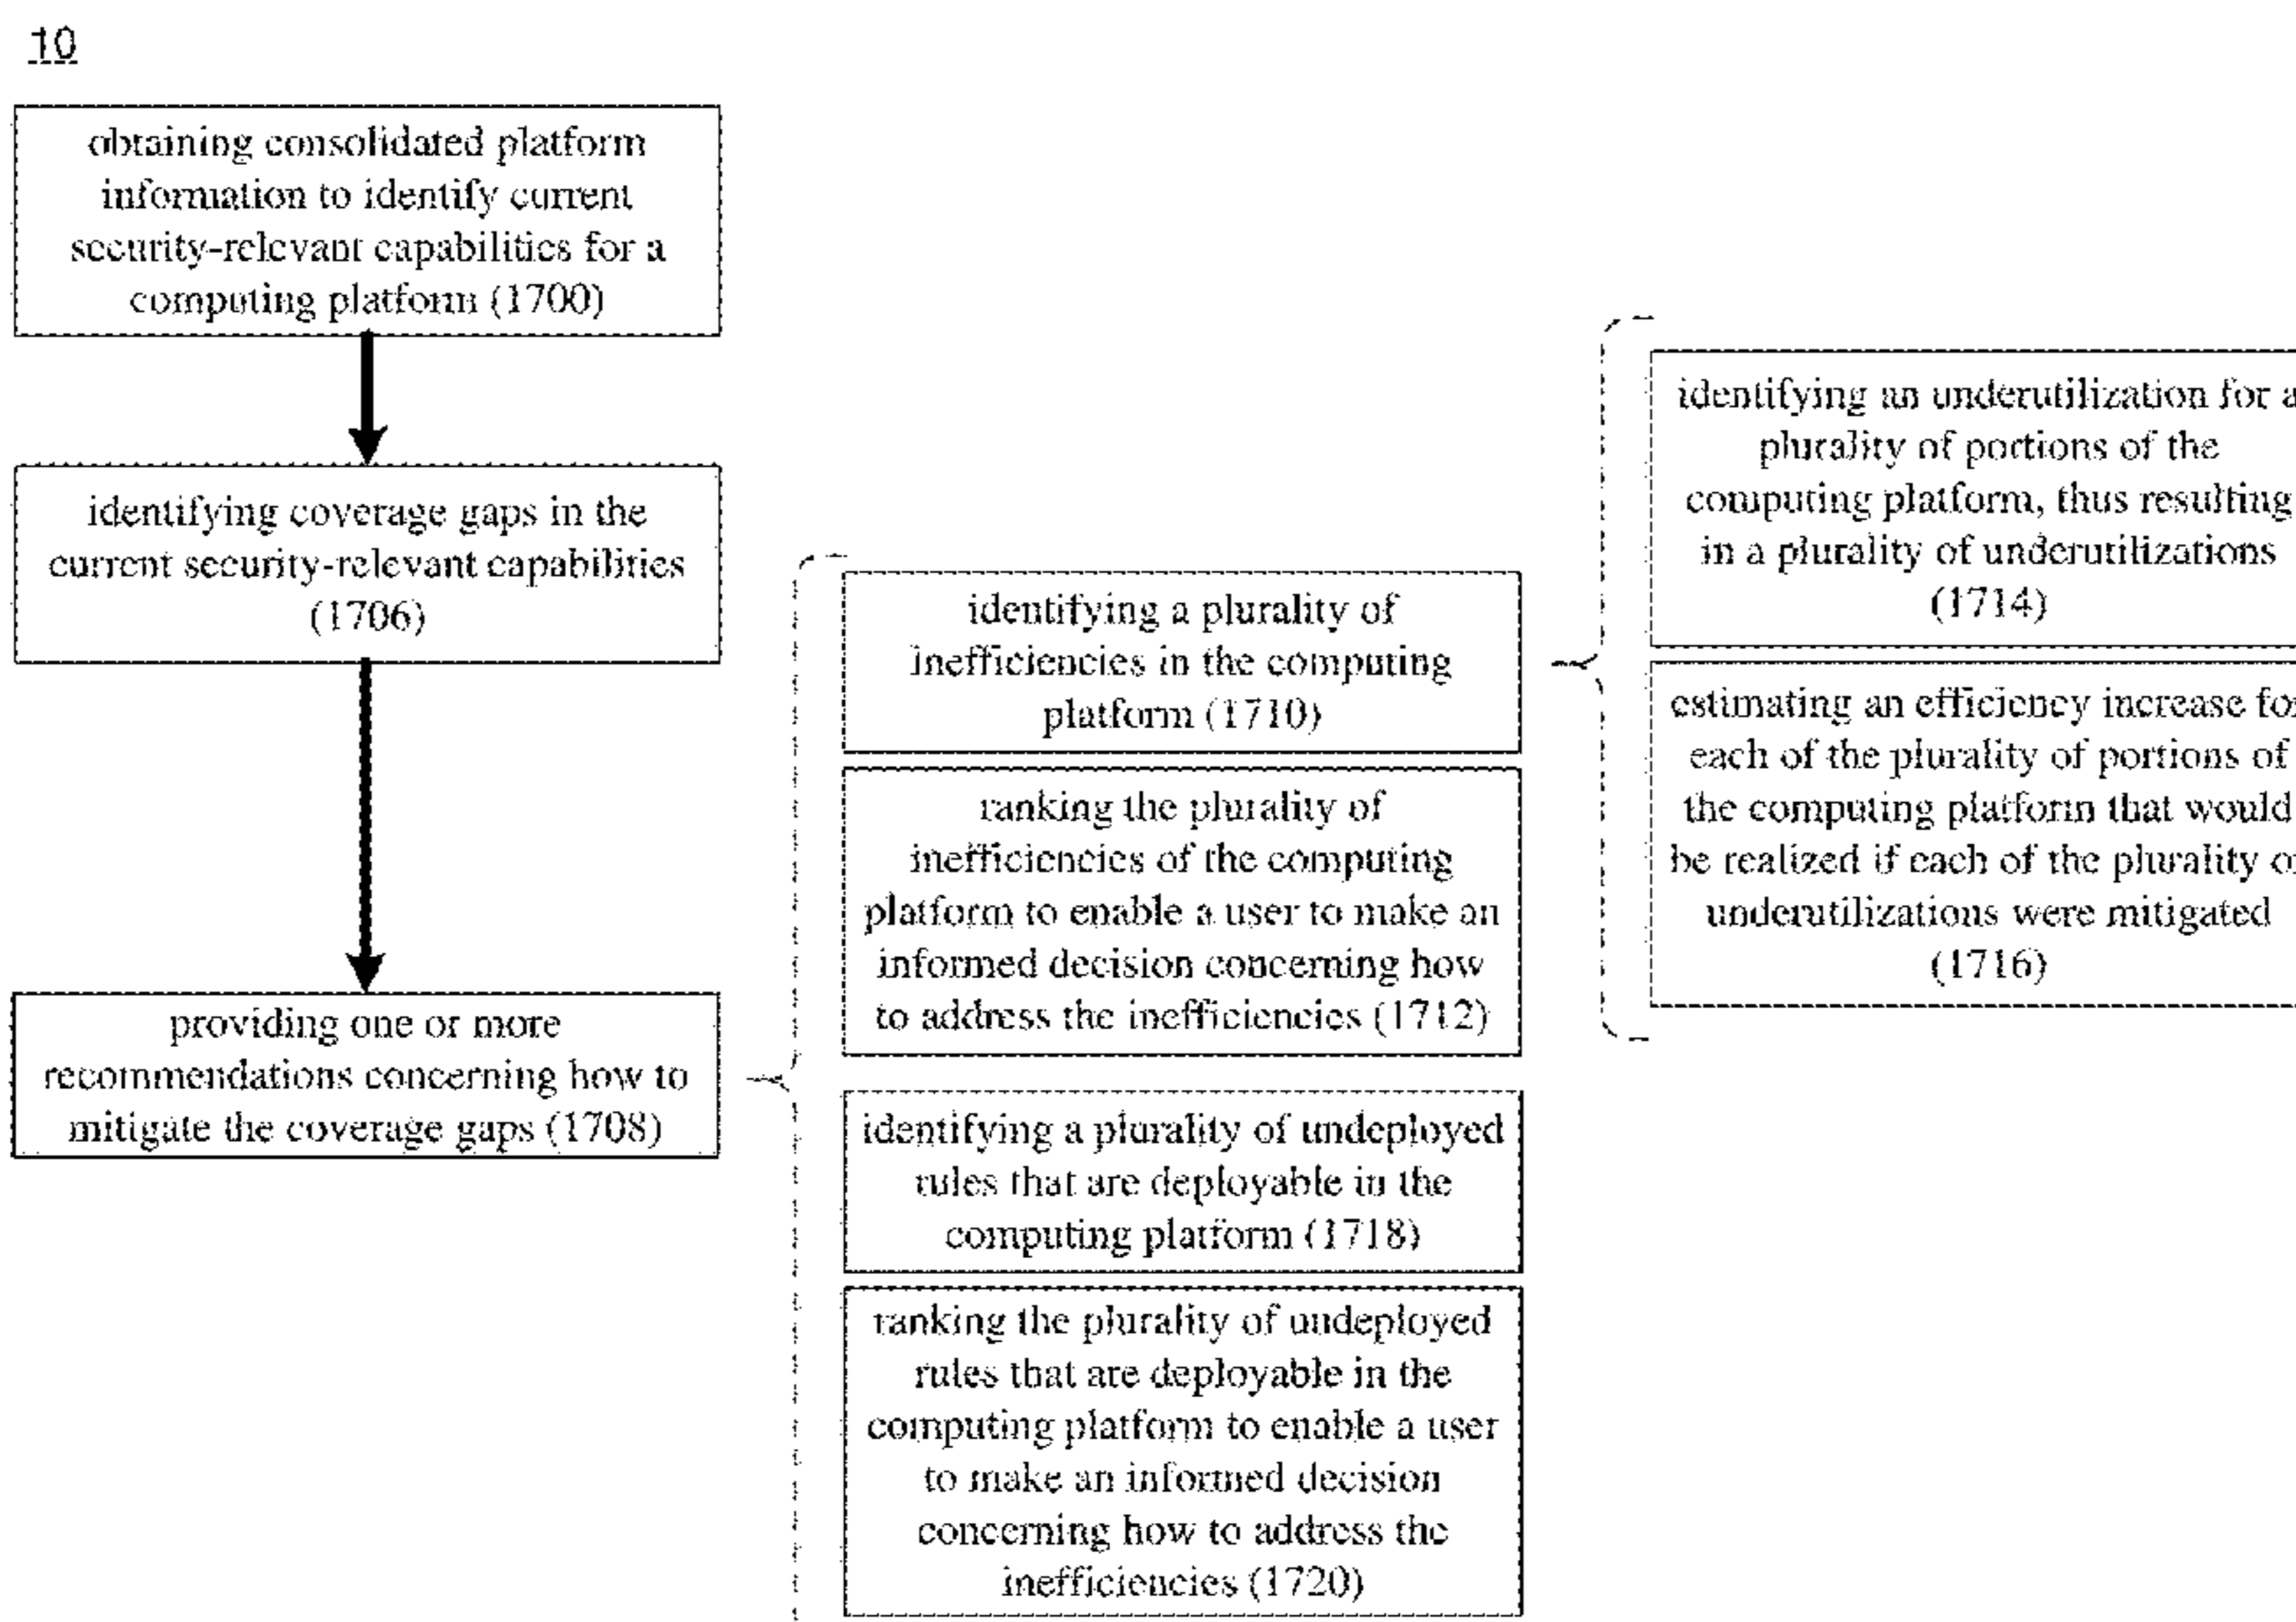 10
obtaining consolidated platform
information to identify current
security-relevant capabilities for a
computing platform (1700)
identifying coverage gaps in the
current security-relevant capabilities
(1706)
providing one or more
recommendations concerning how to
mitigate the coverage gaps (1708)
identifying a plurality of
inefficiencies in the computing
platform (1710)
ranking the plurality of
inefficiencies of the computing
platform to enable a user to make an
informed decision concerning how
to address the inefficiencies (1712)
identifying a plurality of undeployed
rules that are deployable in the
computing platform (1718)
ranking the plurality of undeployed
rules that are deployable in the
computing platform to enable a user
to make an informed decision
concerning how to address the
inefficiencies (1720)
identifying an underutilization for a
plurality of portions of the
computing platform, thus resulting
in a plurality of underutilizations
(1714)
estimating an efficiency increase for
each of the plurality of portions of
the computing platform that would
be realized if each of the plurality of
underutilizations were mitigated
(1716)